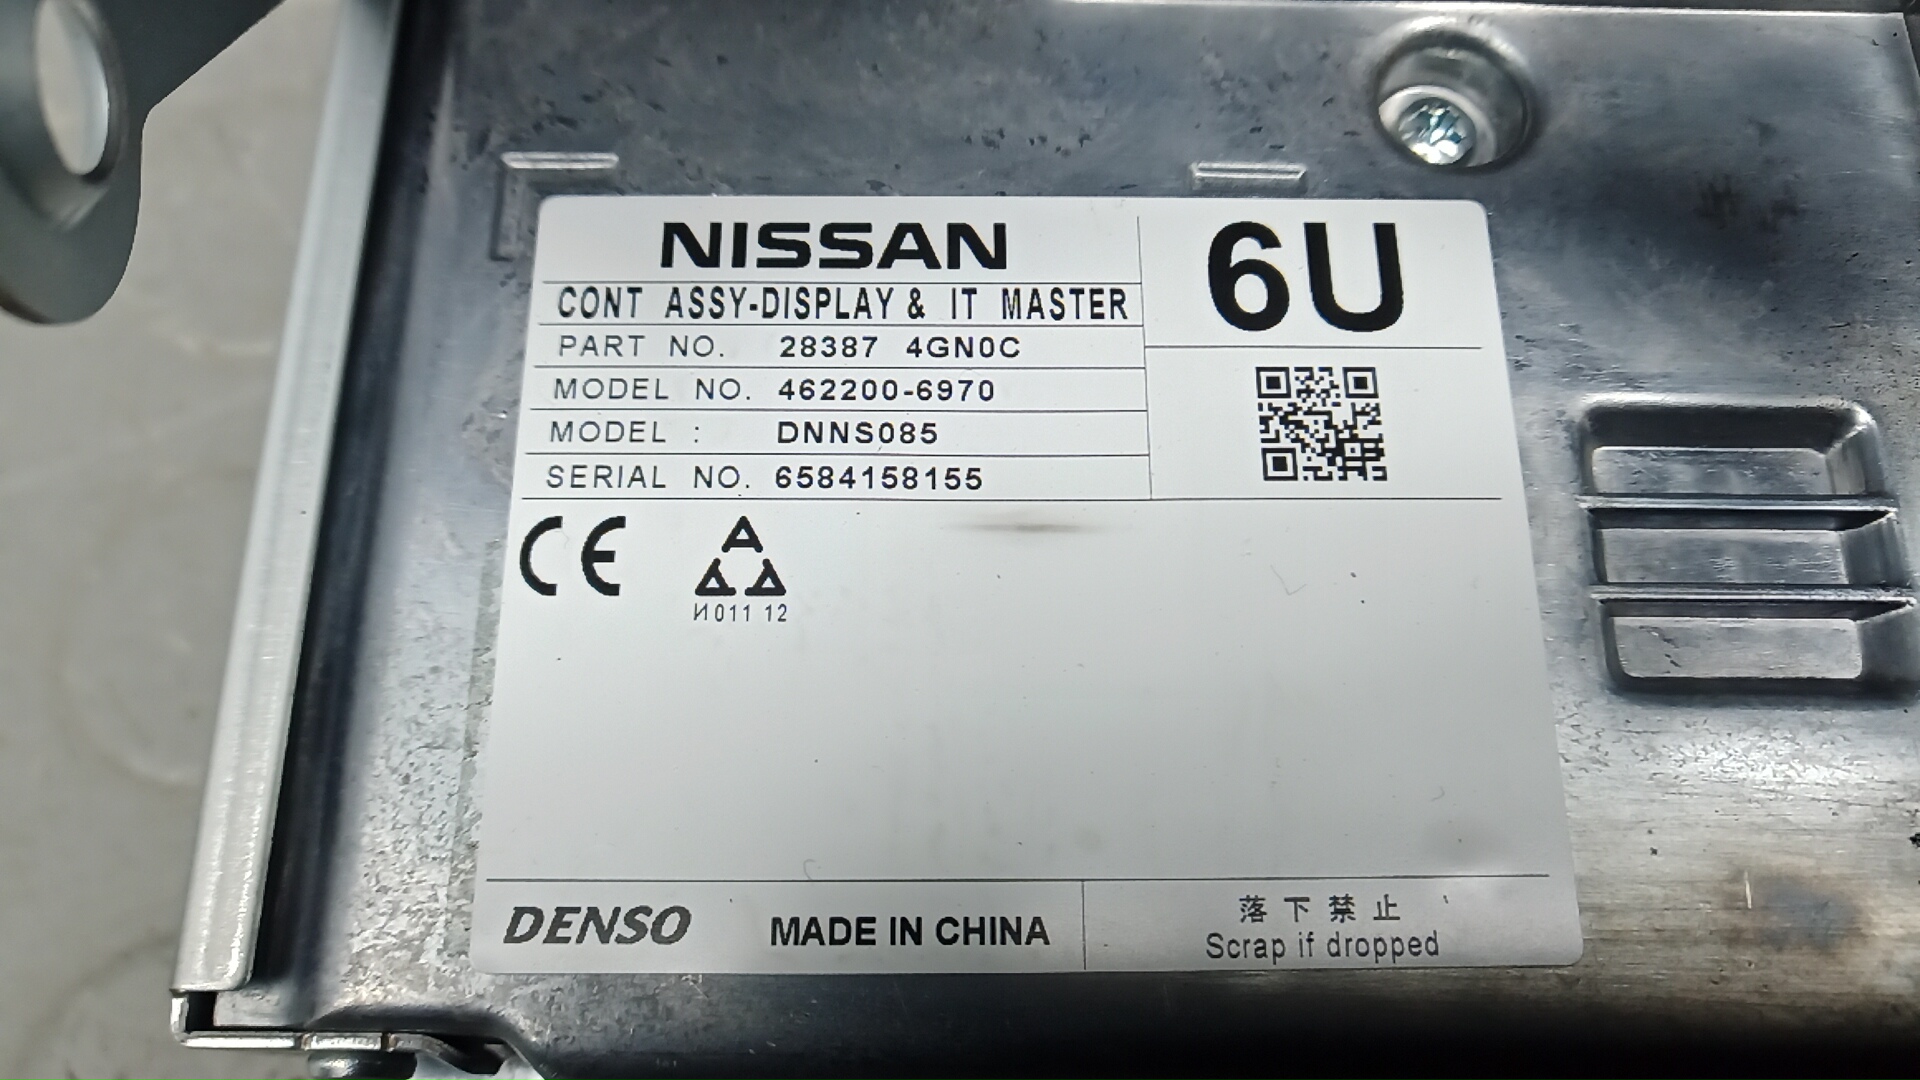 NISSAN
6U
CONT ASSY-DISPLAY & IT MASTER
PART NO. 28387 4GN0C
MODEL NO. 462200-6970
MODEL : DNNS085
SERIAL NO. 6584158155
CE
И011 12
DENSO MADE IN CHINA
落下禁止
Scrap if dropped